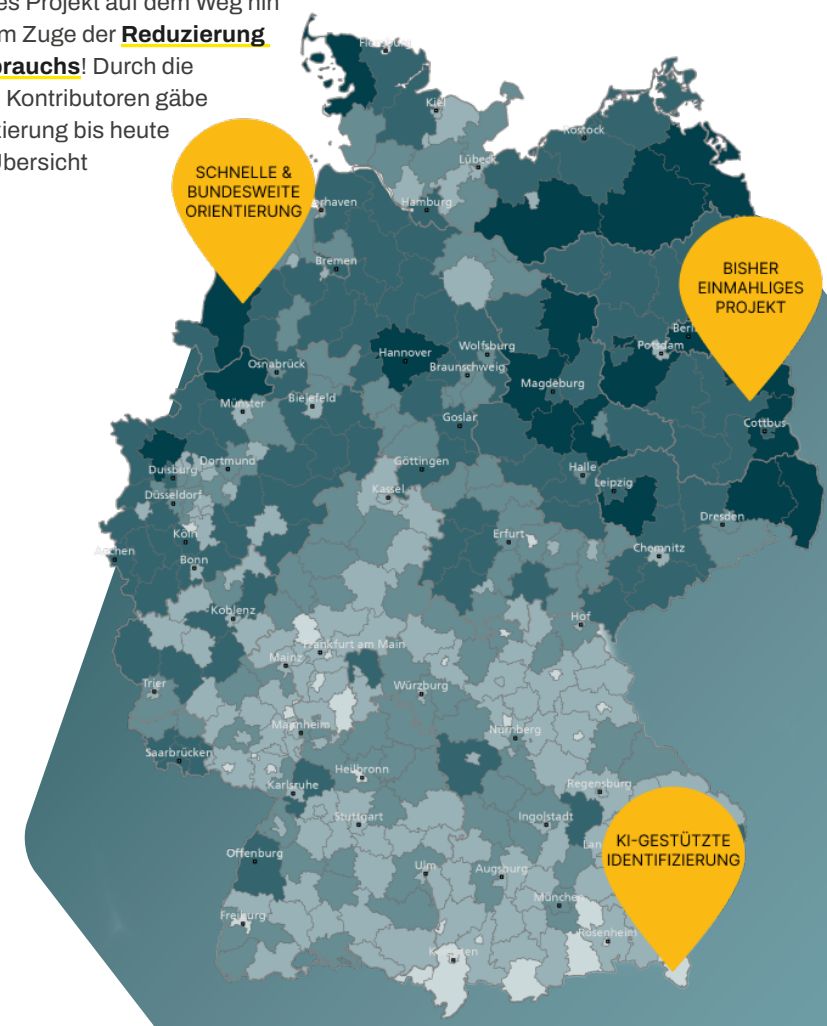 es Projekt auf dem Weg hin
m Zuge der Reduzierung
brauchs! Durch die
Kontributoren gäbe
zierung bis heute
Übersicht
SCHNELLE &
BUNDESWEITE
ORIENTIERUNG
BISHER
EINMAHLIGES
PROJEKT
KI-GESTÜTZTE
IDENTIFIZIERUNG
Kiel
Rostock
Lübeck
rhaven
Hamburg
Bremen
Berl
Potsdam
Hannover
Wolfsburg
Braunschweig
Osnabrück
Magdeburg
Münster
Bielefeld
Goslar
Cottbus
Dortmund
Göttingen
Duisburg
Halle
Leipzig
Kassel
Düsseldorf
Dresden
Köln
Erfurt
Aachen
Chemnitz
Bonn
Koblenz
Hof
Frankfurt am Main
Mainz
Trier
Würzburg
Mannheim
Nürnberg
Saarbrücken
Heilbronn
Karlsruhe
Regensburg
Stuttgart
Ingolstadt
Lan
Offenburg
Ulm
Augsburg
München
Freiburg
Rosenheim